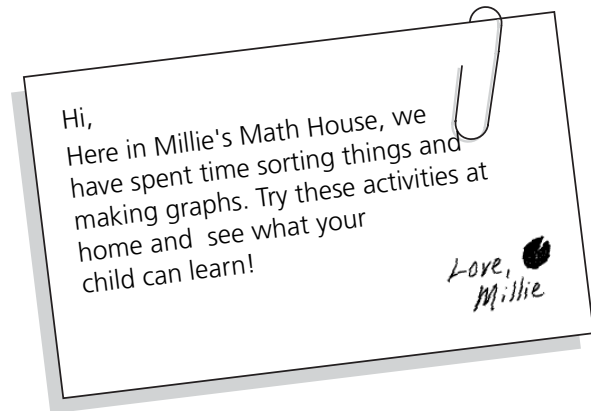 Hi,
Here in Millie's Math House, we
have spent time sorting things and
making graphs. Try these activities at
home and  see what your
child can learn!
Love,
Millie